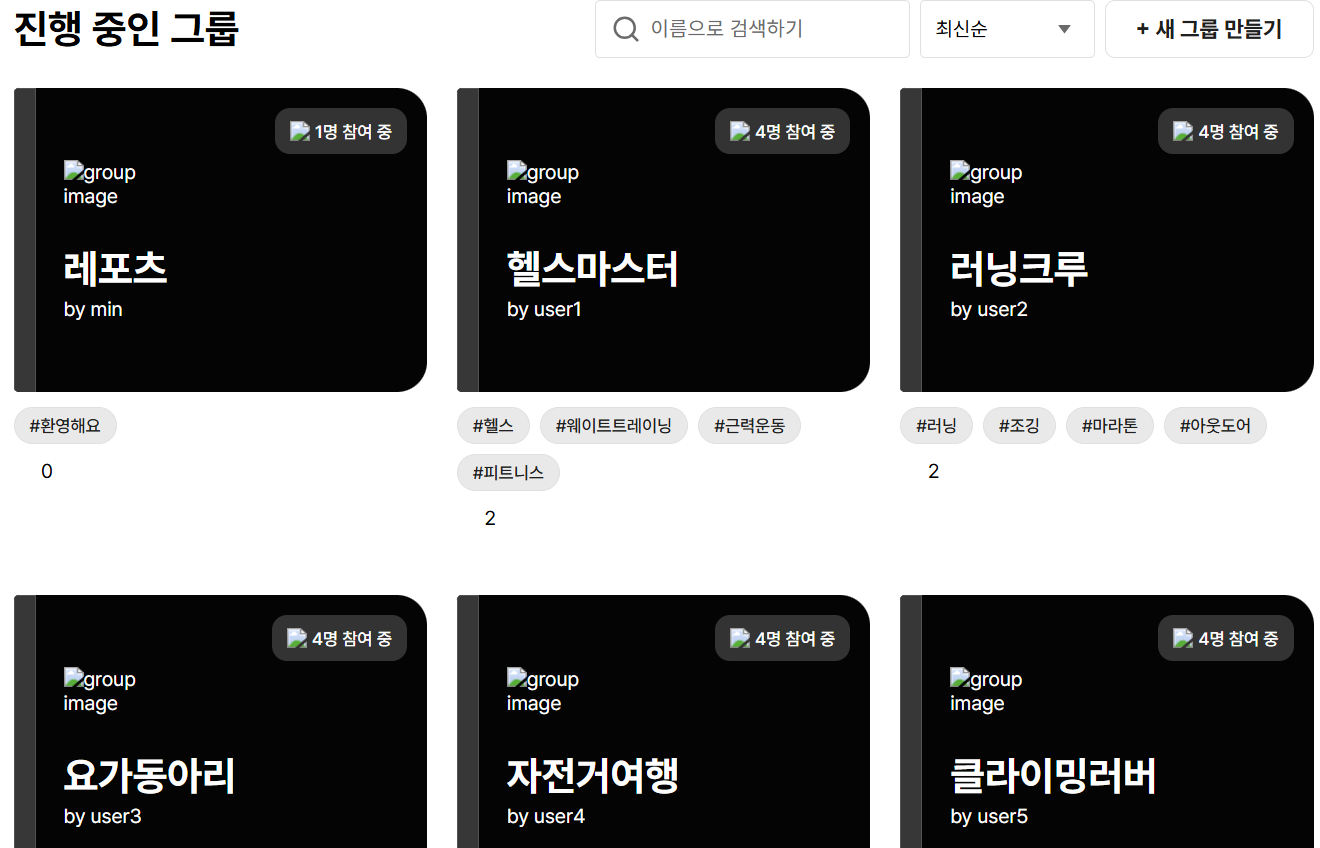 진행 중인 그룹
이름으로 검색하기
최신순
+ 새 그룹 만들기
1명 참여 중
group
image
레포츠
by min
#환영해요
0
4명 참여 중
group
image
헬스마스터
by user1
#헬스 #웨이트트레이닝 #근력운동
#피트니스
2
4명 참여 중
group
image
러닝크루
by user2
#러닝 #조깅 #마라톤 #아웃도어
2
4명 참여 중
group
image
요가동아리
by user3
4명 참여 중
group
image
자전거여행
by user4
4명 참여 중
group
image
클라이밍러버
by user5